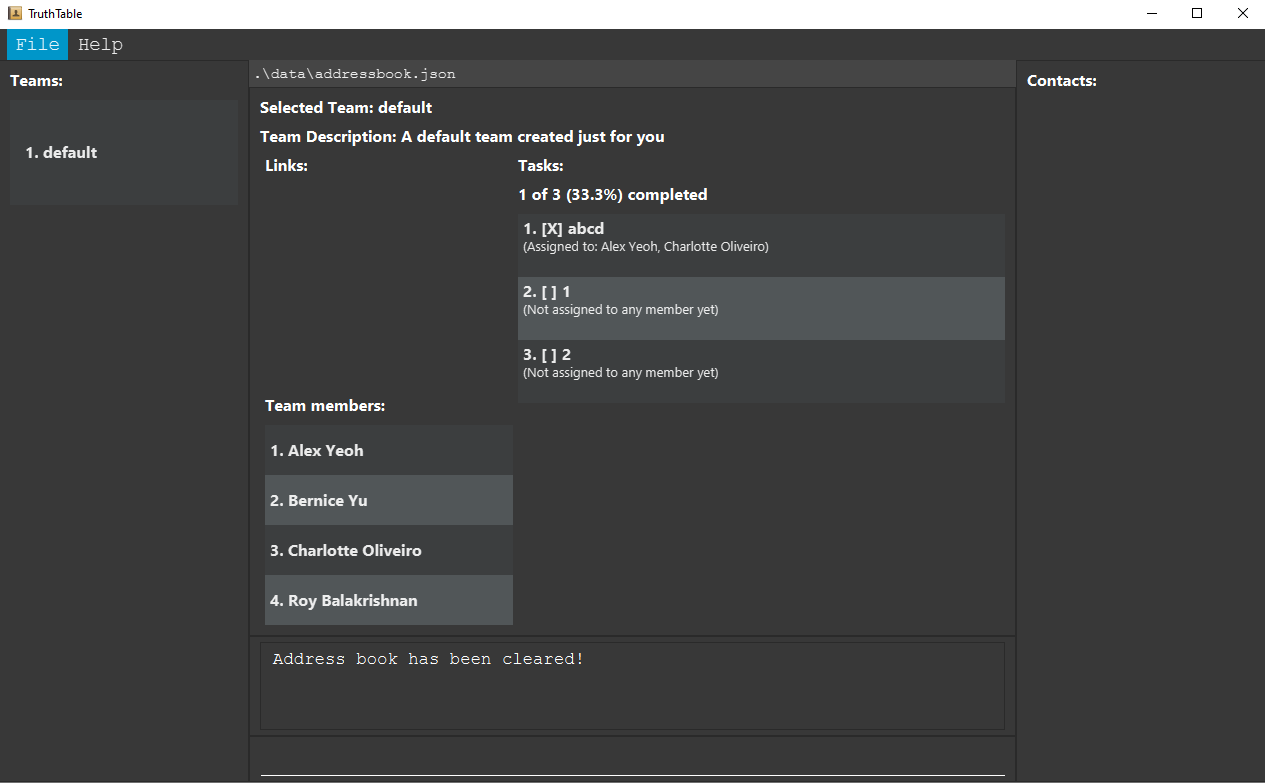 TruthTable
File Help
Teams:
1. default
.\data\addressbook.json
Selected Team: default
Team Description: A default team created just for you
Links:
Tasks:
1 of 3 (33.3%) completed
1. [X] abcd
(Assigned to: Alex Yeoh, Charlotte Oliveiro)
2. [ ] 1
(Not assigned to any member yet)
3. [ ] 2
(Not assigned to any member yet)
Team members:
1. Alex Yeoh
2. Bernice Yu
3. Charlotte Oliveiro
4. Roy Balakrishnan
Address book has been cleared!
Contacts: